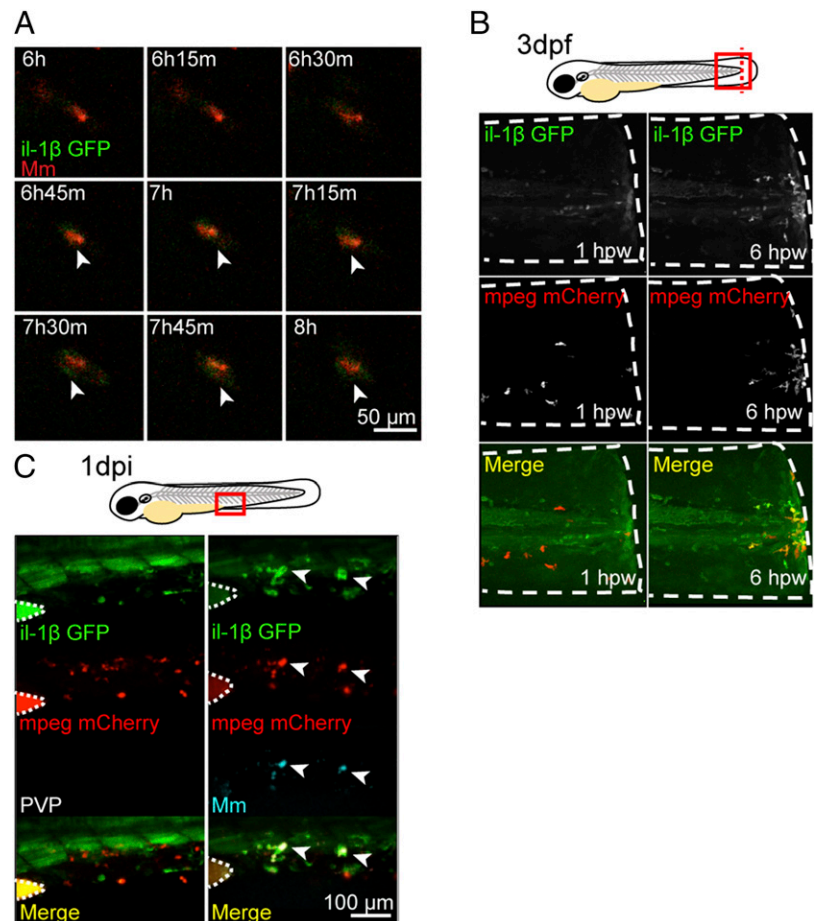 A
6h
6h15m
6h30m
il-1β GFP
Mm
6h45m
7h
7h15m
7h30m
7h45m
8h
50 µm
B
3dpf
il-1β GFP
il-1β GFP
1 hpw
6 hpw
mpeg mCherry
mpeg mCherry
1 hpw
6 hpw
Merge
Merge
1 hpw
6 hpw
C
1dpi
il-1β GFP
il-1β GFP
mpeg mCherry
mpeg mCherry
PVP
Mm
Merge
Merge
100 µm